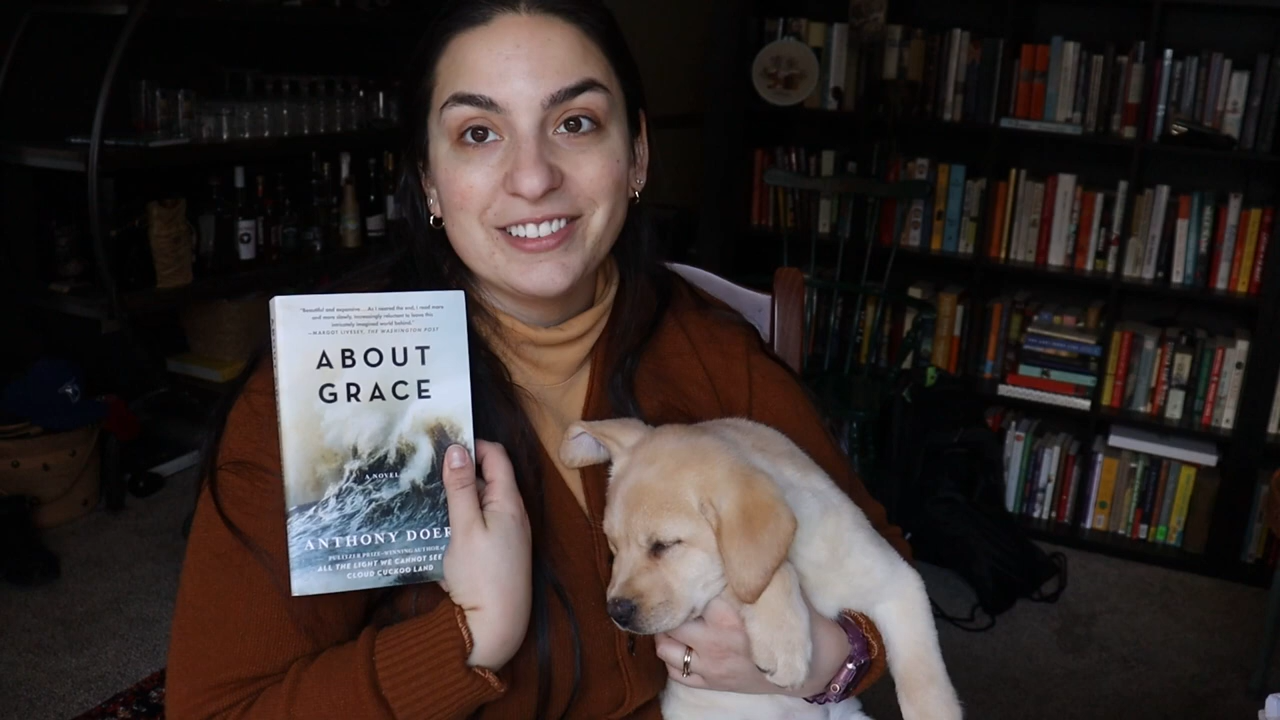 "Beautiful and expansive . . . As I neared the end, I read more
and more slowly, increasingly reluctant to leave this
intricately imagined world behind."
—MARGOT LIVESEY, THE WASHINGTON POST
ABOUT
GRACE
A NOVEL
ANTHONY DOER
PULITZER PRIZE–WINNING AUTHOR of
ALL THE LIGHT WE CANNOT SEE
CLOUD CUCKOO LAND